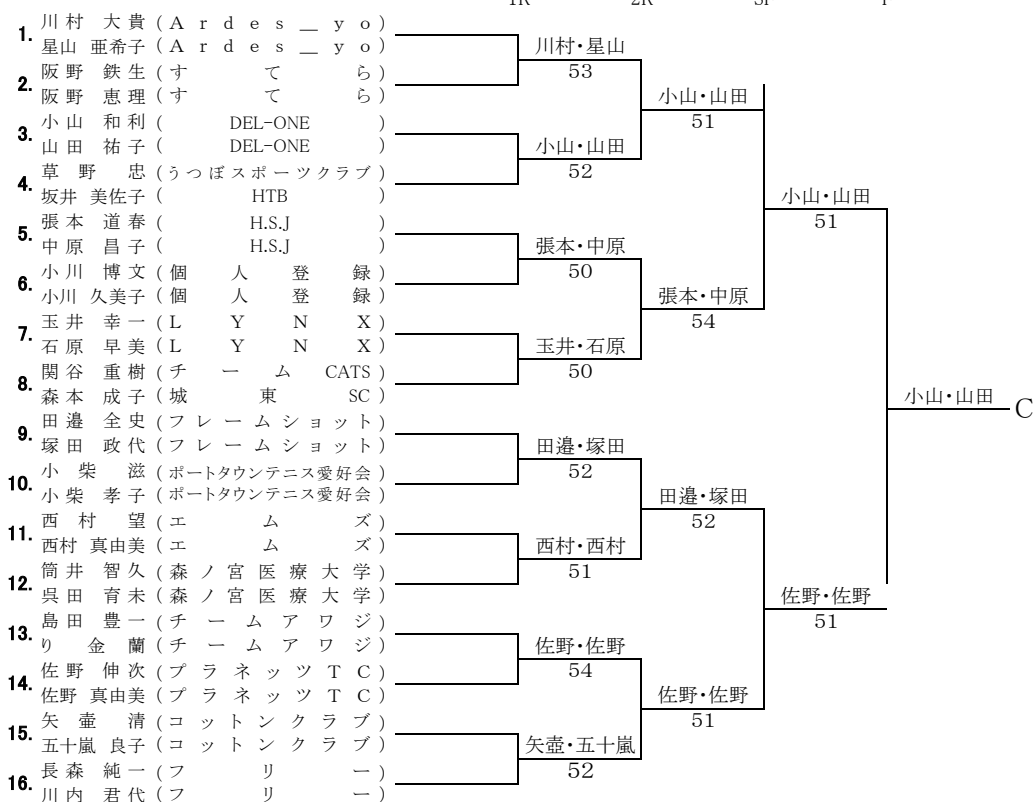 1R 2R SF F
1. 川村 大貴 (Ardes_yo)
星山 亜希子 (Ardes_yo)
2. 阪野 鉄生 (すてら)
阪野 恵理 (すてら)
3. 小山 和利 (DEL-ONE)
山田 祐子 (DEL-ONE)
4. 草野 忠 (うつぼスポーツクラブ)
坂井 美佐子 (HTB)
5. 張本 道春 (H.S.J)
中原 昌子 (H.S.J)
6. 小川 博文 (個人登録)
小川 久美子 (個人登録)
7. 玉井 幸一 (LYNX)
石原 早美 (LYNX)
8. 関谷 重樹 (チームCATS)
森本 成子 (城東SC)
9. 田邉 全史 (フレームショット)
塚田 政代 (フレームショット)
10. 小柴 滋 (ポートタウンテニス愛好会)
小柴 孝子 (ポートタウンテニス愛好会)
11. 西村 望 (エムズ)
西村 真由美 (エムズ)
12. 筒井 智久 (森ノ宮医療大学)
呉田 育未 (森ノ宮医療大学)
13. 島田 豊一 (チームアワジ)
り 金蘭 (チームアワジ)
14. 佐野 伸次 (プラネッツTC)
佐野 真由美 (プラネッツTC)
15. 矢壷 清 (コットンクラブ)
五十嵐 良子 (コットンクラブ)
16. 長森 純一 (フリー)
川内 君代 (フリー)
川村・星山
53
小山・山田
52
張本・中原
50
玉井・石原
50
田邉・塚田
52
西村・西村
51
佐野・佐野
54
矢壷・五十嵐
52
小山・山田
51
張本・中原
54
田邉・塚田
52
佐野・佐野
51
小山・山田
51
佐野・佐野
51
小山・山田
C